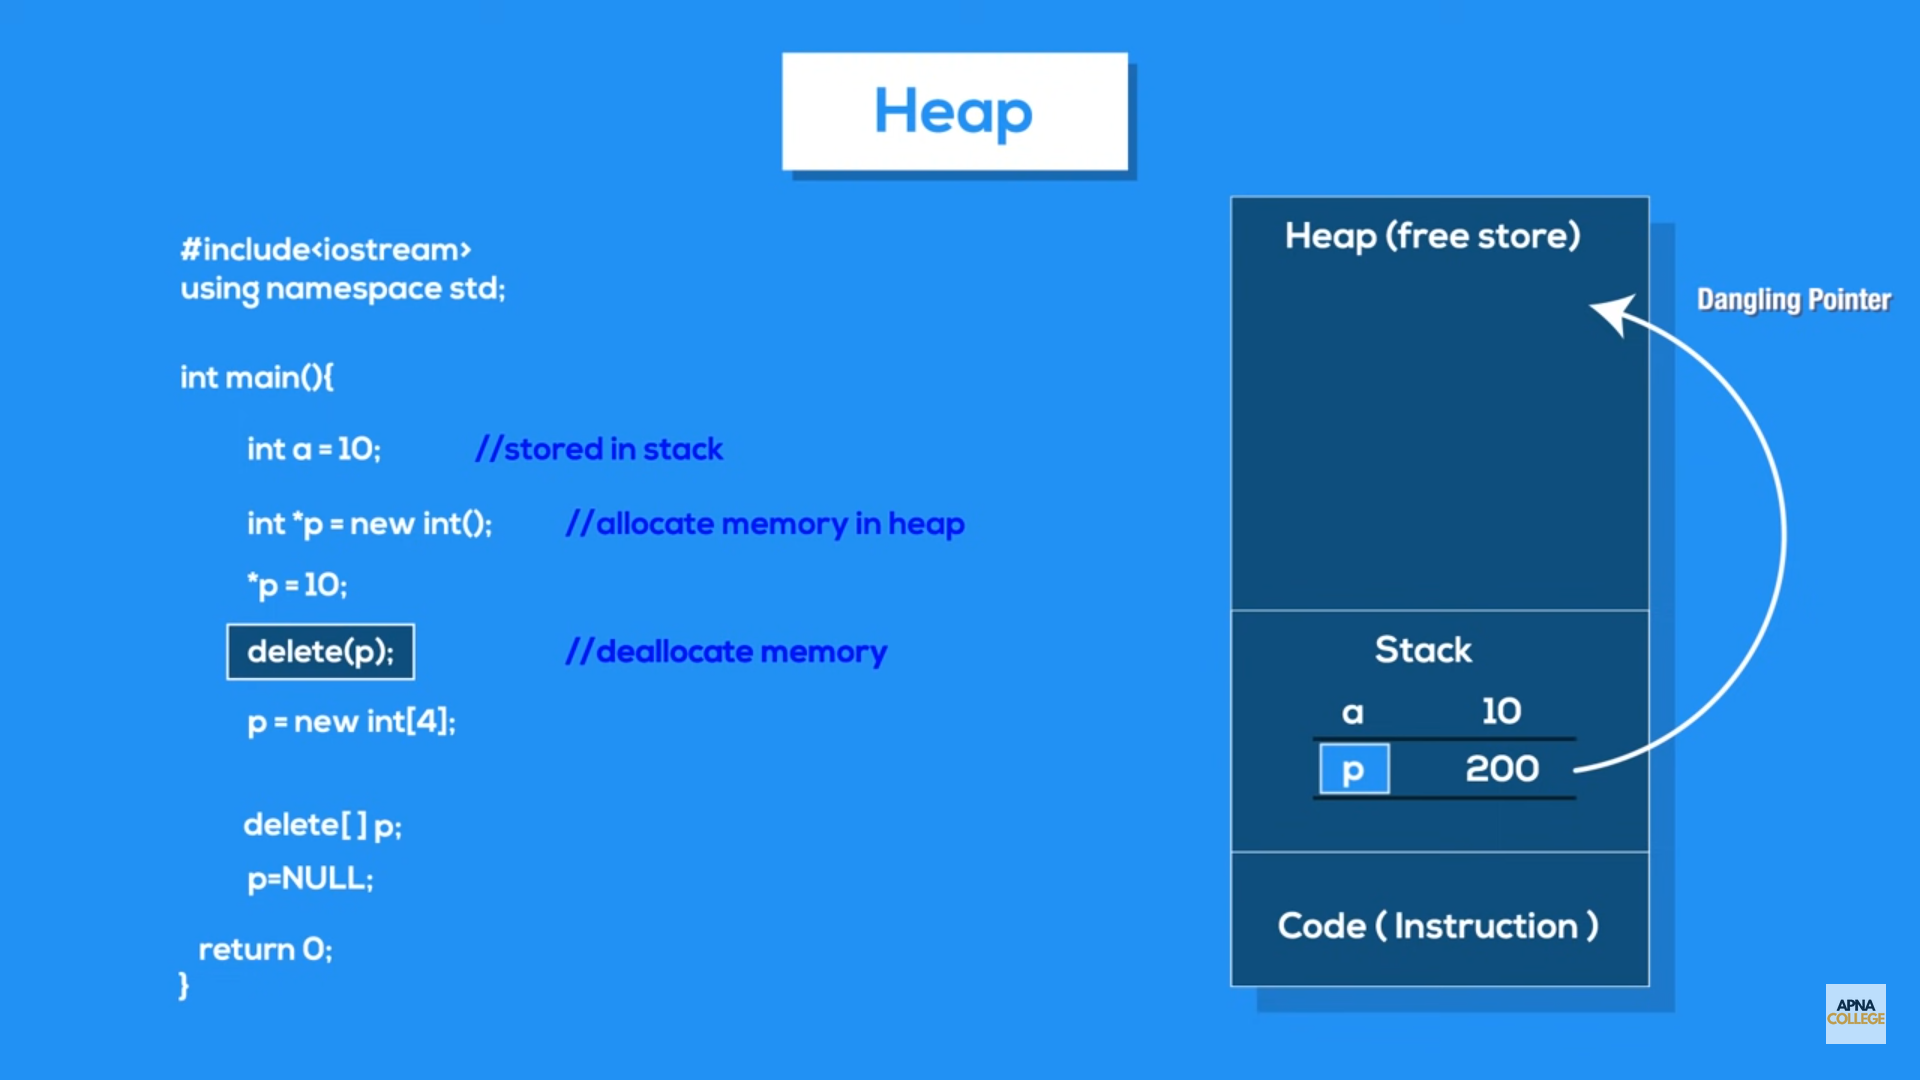 Heap
#include<iostream>
using namespace std;
int main(){
int a = 10; //stored in stack
int *p = new int(); //allocate memory in heap
*p = 10;
delete(p); //deallocate memory
p = new int[4];
delete[ ] p;
p=NULL;
return 0;
}
Heap (free store)
Dangling Pointer
Stack
a 10
p 200
Code ( Instruction )
APNA
COLLEGE